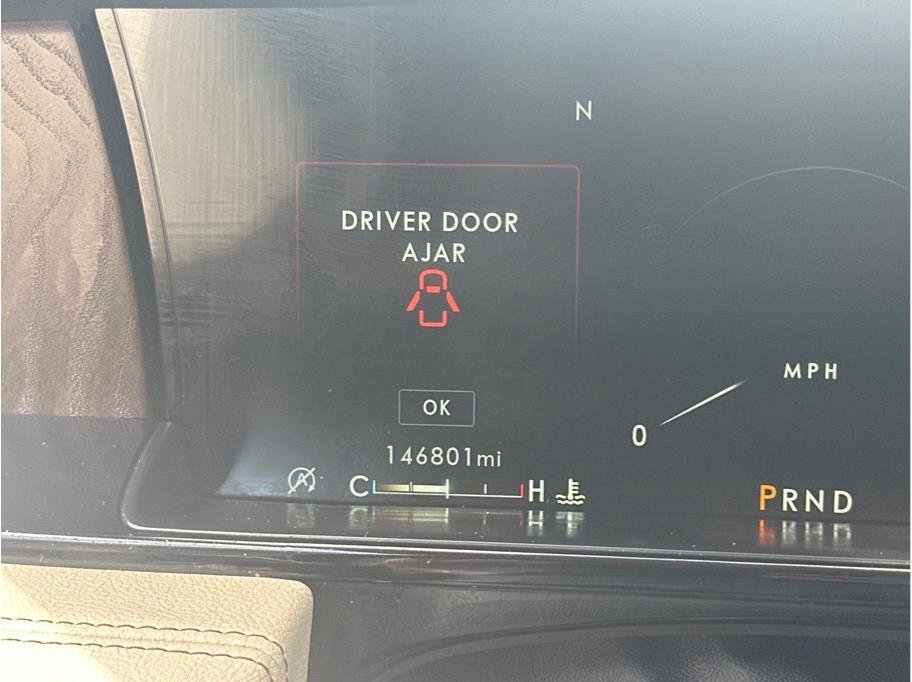 N
DRIVER DOOR
AJAR
MPH
OK
0
146801mi
C H
PRND